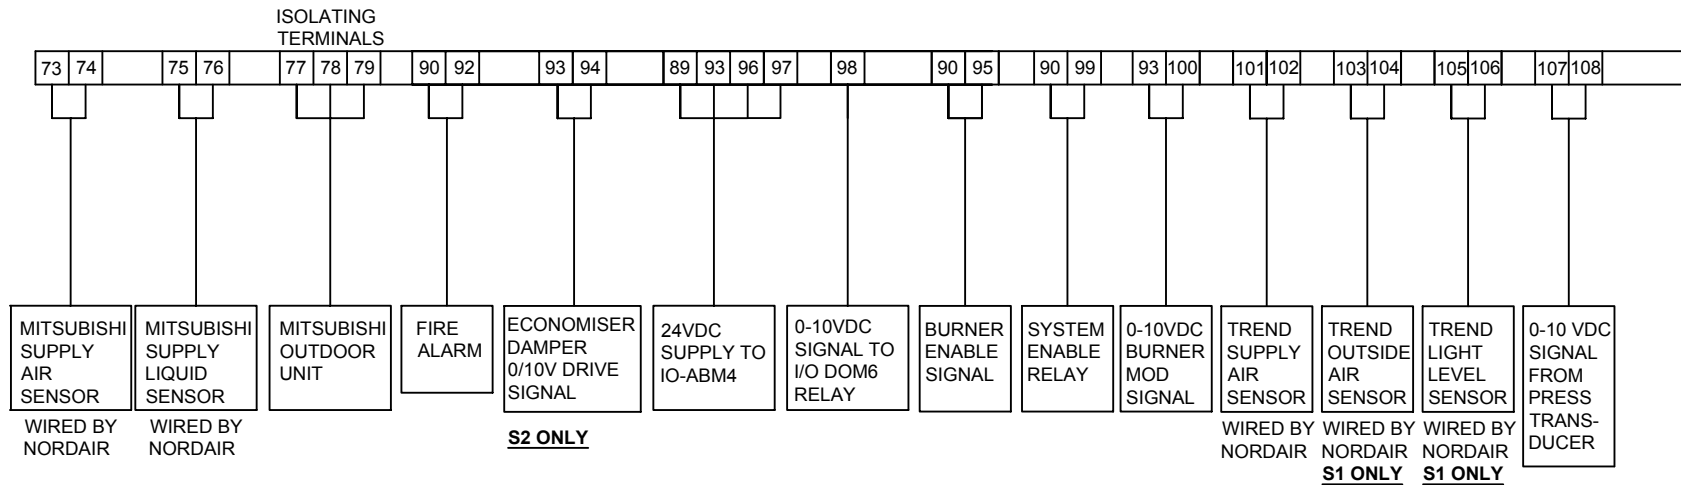 ISOLATING
TERMINALS
73 74 75 76 77 78 79 90 92 93 94 89 93 96 97 98 90 95 90 99 93 100 101 102 103 104 105 106 107 108
MITSUBISHI
SUPPLY
AIR
SENSOR
WIRED BY
NORDAIR
MITSUBISHI
SUPPLY
LIQUID
SENSOR
WIRED BY
NORDAIR
MITSUBISHI
OUTDOOR
UNIT
FIRE
ALARM
ECONOMISER
DAMPER
0/10V DRIVE
SIGNAL
S2 ONLY
24VDC
SUPPLY TO
IO-ABM4
0-10VDC
SIGNAL TO
I/O DOM6
RELAY
BURNER
ENABLE
SIGNAL
SYSTEM
ENABLE
RELAY
0-10VDC
BURNER
MOD
SIGNAL
TREND
SUPPLY
AIR
SENSOR
WIRED BY
NORDAIR
TREND
OUTSIDE
AIR
SENSOR
WIRED BY
NORDAIR
S1 ONLY
TREND
LIGHT
LEVEL
SENSOR
WIRED BY
NORDAIR
S1 ONLY
0-10 VDC
SIGNAL
FROM
PRESS
TRANS-
DUCER